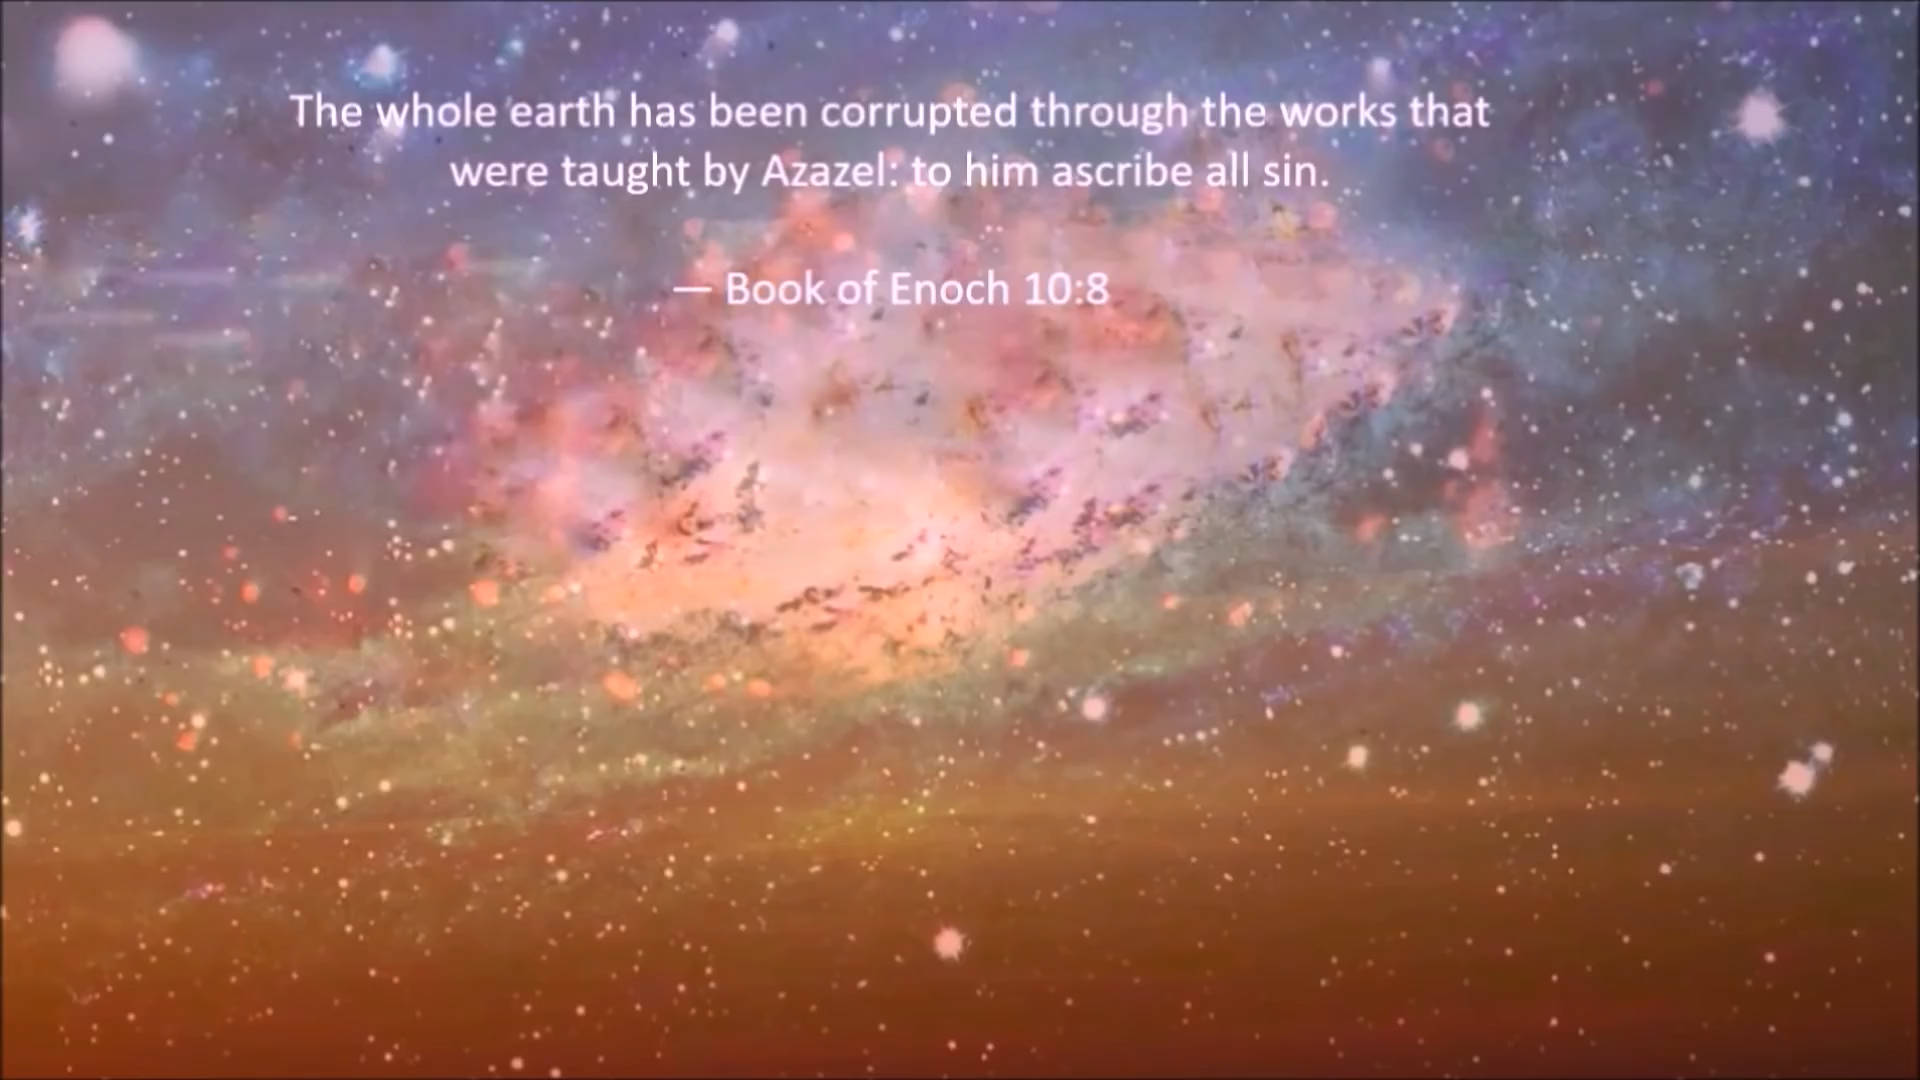 The whole earth has been corrupted through the works that
were taught by Azazel: to him ascribe all sin.
— Book of Enoch 10:8